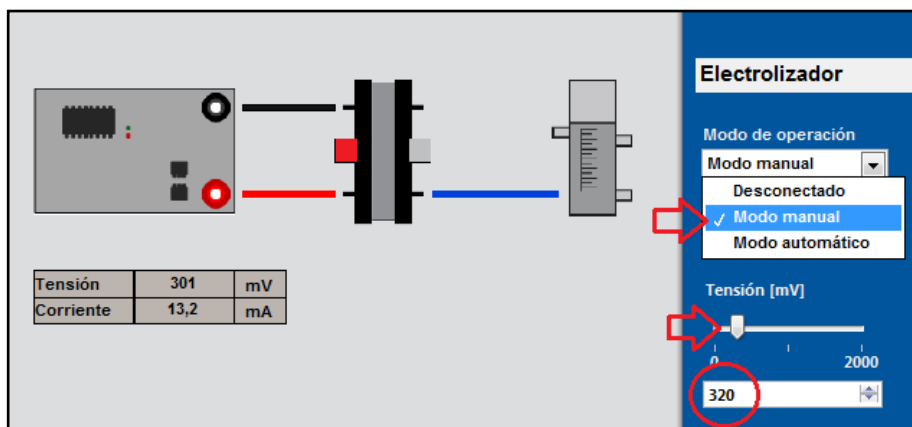 Electrolizador
Modo de operación
Modo manual
Desconectado
✓ Modo manual
Modo automático
Tensión 301 mV
Corriente 13,2 mA
Tensión [mV]
0 2000
320